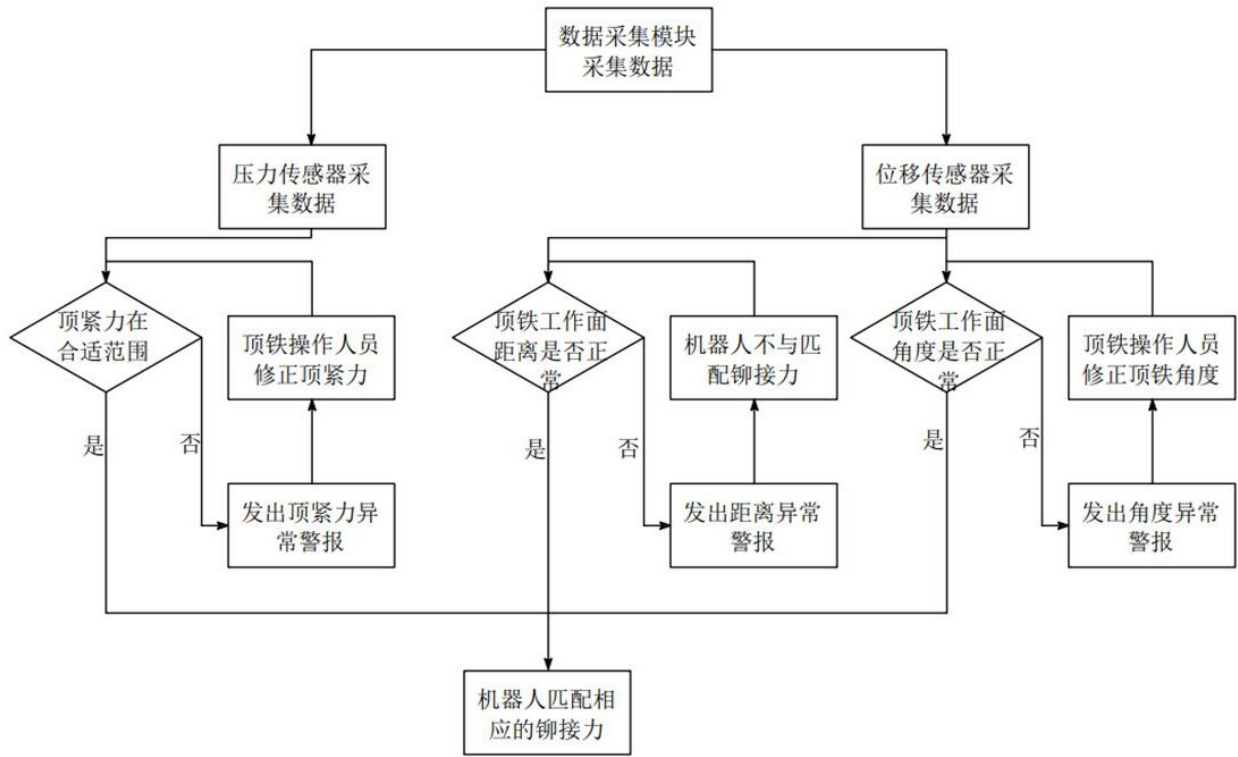 数据采集模块
采集数据
压力传感器采
集数据
位移传感器采
集数据
顶紧力在
合适范围
顶铁操作人员
修正顶紧力
顶铁工作面
距离是否正
常
机器人不与匹
配铆接力
顶铁工作面
角度是否正
常
顶铁操作人员
修正顶铁角度
是
否
是
否
是
否
发出顶紧力异
常警报
发出距离异常
警报
发出角度异常
警报
机器人匹配相
应的铆接力